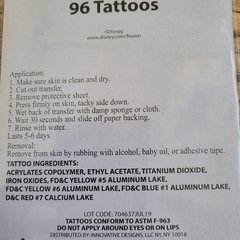 96 Tattoos
©Disney
www.disney.com/frozen
Application:
1. Make sure skin is clean and dry.
2. Cut out transfer.
3. Remove protective sheet.
4. Press firmly on skin, tacky side down.
5. Wet back of transfer with damp sponge or cloth.
6. Wait 30 seconds and slide off paper backing.
7. Rinse with water.
Lasts 5-6 days.
Removal:
Remove from skin by rubbing with alcohol, baby oil, or adhesive tape.
TATTOO INGREDIENTS:
ACRYLATES COPOLYMER, ETHYL ACETATE, TITANIUM DIOXIDE,
IRON OXIDES, FD&C YELLOW #5 ALUMINUM LAKE,
FD&C YELLOW #6 ALUMINUM LAKE, FD&C BLUE #1 ALUMINUM LAKE,
D&C RED #7 CALCIUM LAKE
LOT CODE: 704637JUL19
TATTOOS CONFORM TO ASTM F-963
DO NOT APPLY AROUND EYES OR ON LIPS
DISTRIBUTED BY: INNOVATIVE DESIGNS, LLC NY, NY 10018